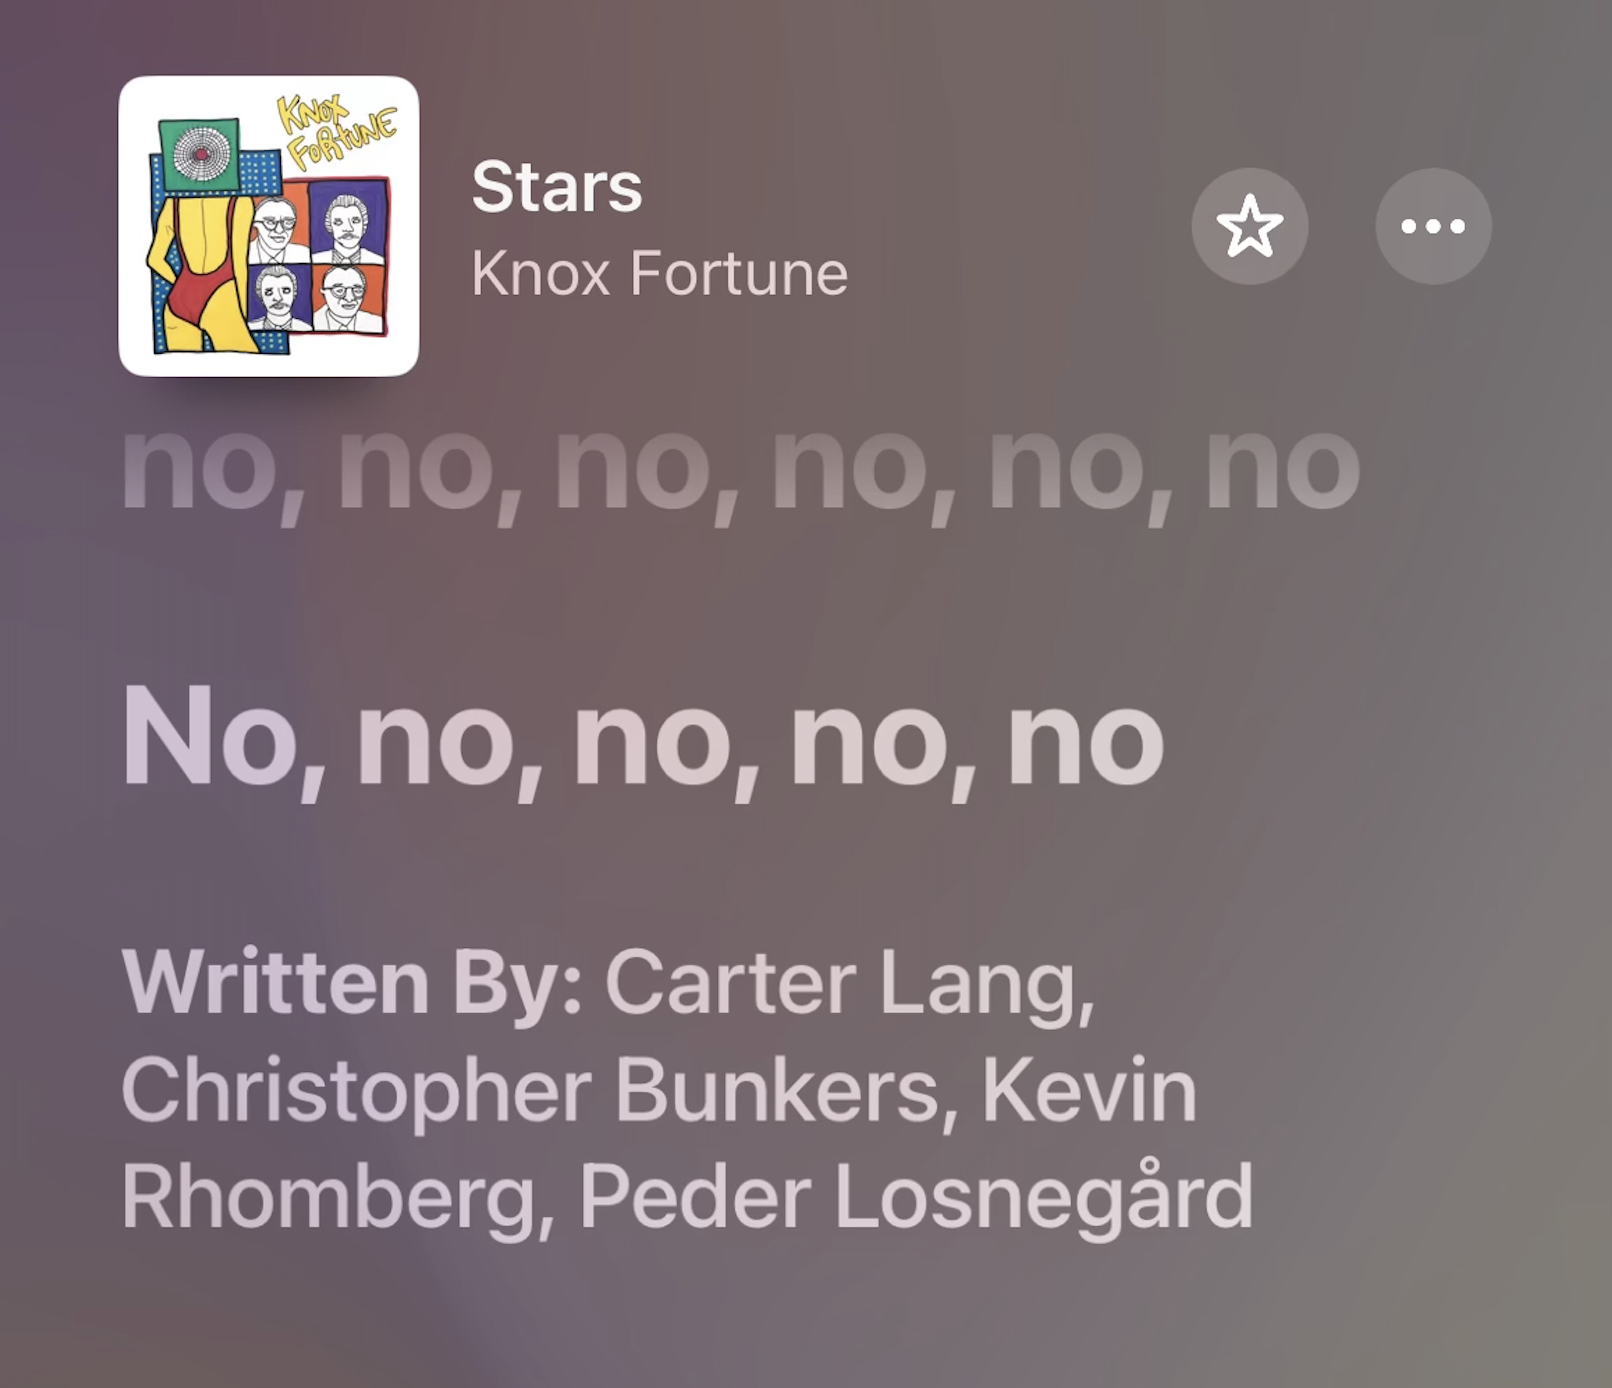 KNOX
FORTUNE
Stars
Knox Fortune
no, no, no, no, no, no
No, no, no, no, no
Written By: Carter Lang,
Christopher Bunkers, Kevin
Rhomberg, Peder Losnegård